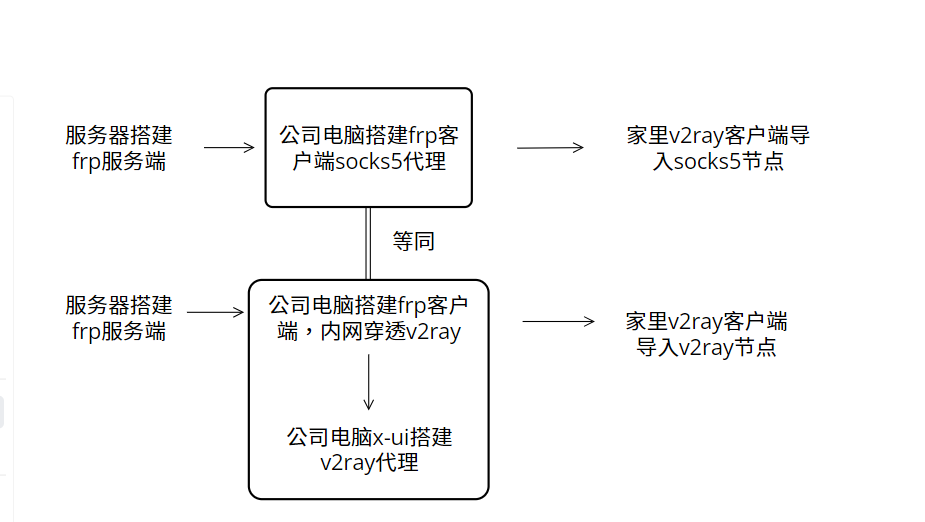 服务器搭建
frp服务端
公司电脑搭建frp客
户端socks5代理
家里v2ray客户端导
入socks5节点
等同
服务器搭建
frp服务端
公司电脑搭建frp客户
端，内网穿透v2ray
公司电脑x-ui搭建
v2ray代理
家里v2ray客户端
导入v2ray节点